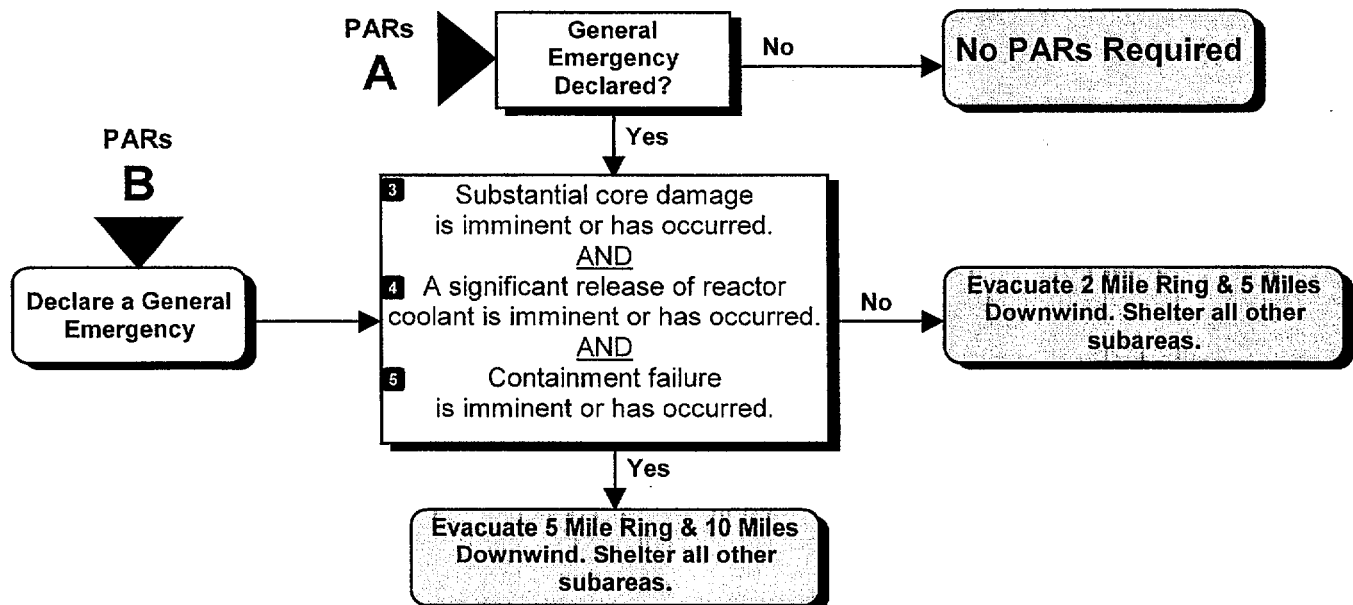 PARs
A
General
Emergency
Declared?
No
No PARs Required
Yes
PARs
B
Declare a General
Emergency
3 Substantial core damage
is imminent or has occurred.
AND
4 A significant release of reactor
coolant is imminent or has occurred.
AND
5 Containment failure
is imminent or has occurred.
No
Evacuate 2 Mile Ring & 5 Miles
Downwind. Shelter all other
subareas.
Yes
Evacuate 5 Mile Ring & 10 Miles
Downwind. Shelter all other
subareas.